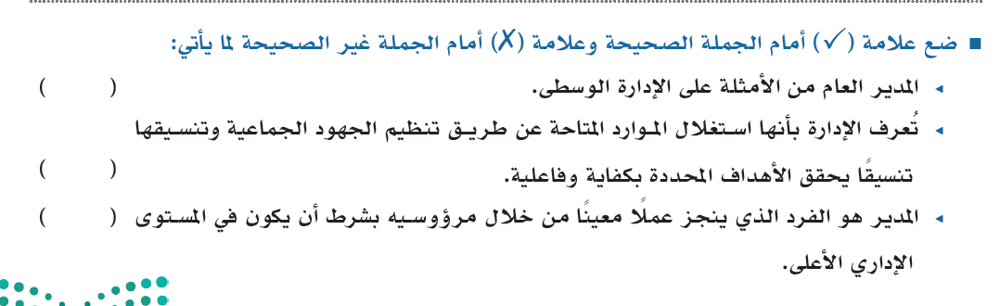 ■ ضع علامة (✓) أمام الجملة الصحيحة وعلامة (✗) أمام الجملة غير الصحيحة لما يأتي:
◂ المدير العام من الأمثلة على الإدارة الوسطى. ( )
◂ تُعرف الإدارة بأنها استغلال الموارد المتاحة عن طريق تنظيم الجهود الجماعية وتنسيقها
تنسيقًا يحقق الأهداف المحددة بكفاية وفاعلية. ( )
◂ المدير هو الفرد الذي ينجز عملًا معينًا من خلال مرؤوسيه بشرط أن يكون في المستوى ( )
الإداري الأعلى.